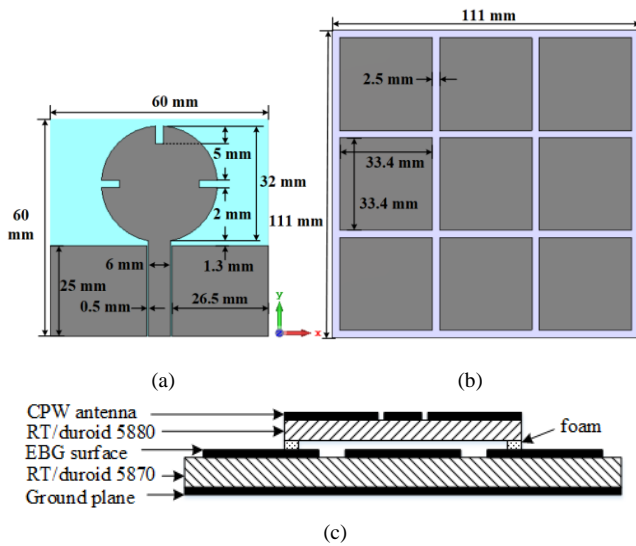 60 mm
5 mm
32 mm
2 mm
60
mm
6 mm
1.3 mm
25 mm
0.5 mm
26.5 mm
y
x
(a)
111 mm
2.5 mm
33.4 mm
33.4 mm
111 mm
(b)
CPW antenna
RT/duroid 5880
EBG surface
RT/duroid 5870
Ground plane
foam
(c)